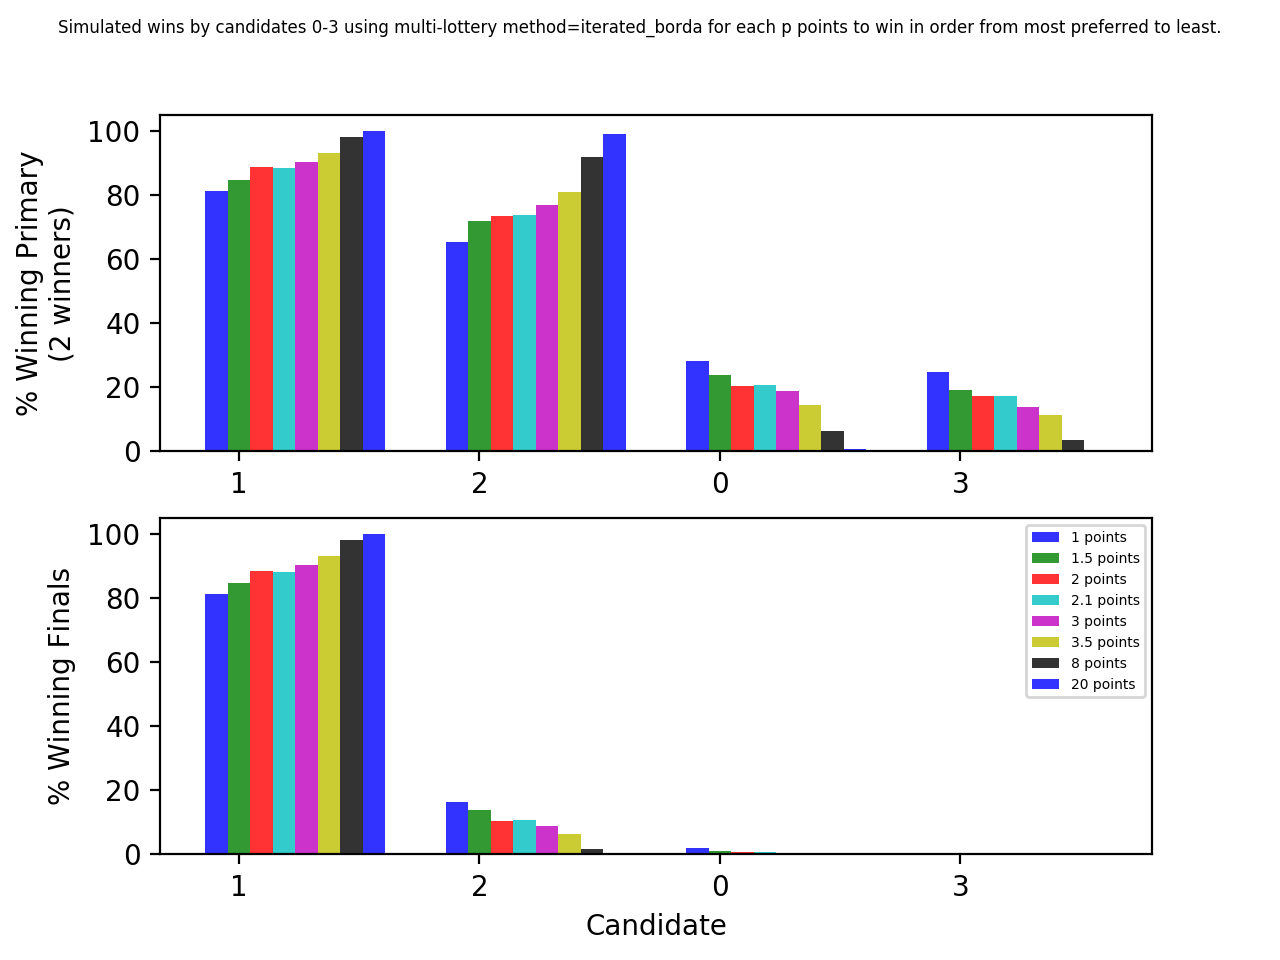 Simulated wins by candidates 0-3 using multi-lottery method=iterated_borda for each p points to win in order from most preferred to least.
% Winning Primary
(2 winners)
100
80
60
40
20
0
1
2
0
3
% Winning Finals
100
80
60
40
20
0
1 points
1.5 points
2 points
2.1 points
3 points
3.5 points
8 points
20 points
1
2
0
3
Candidate